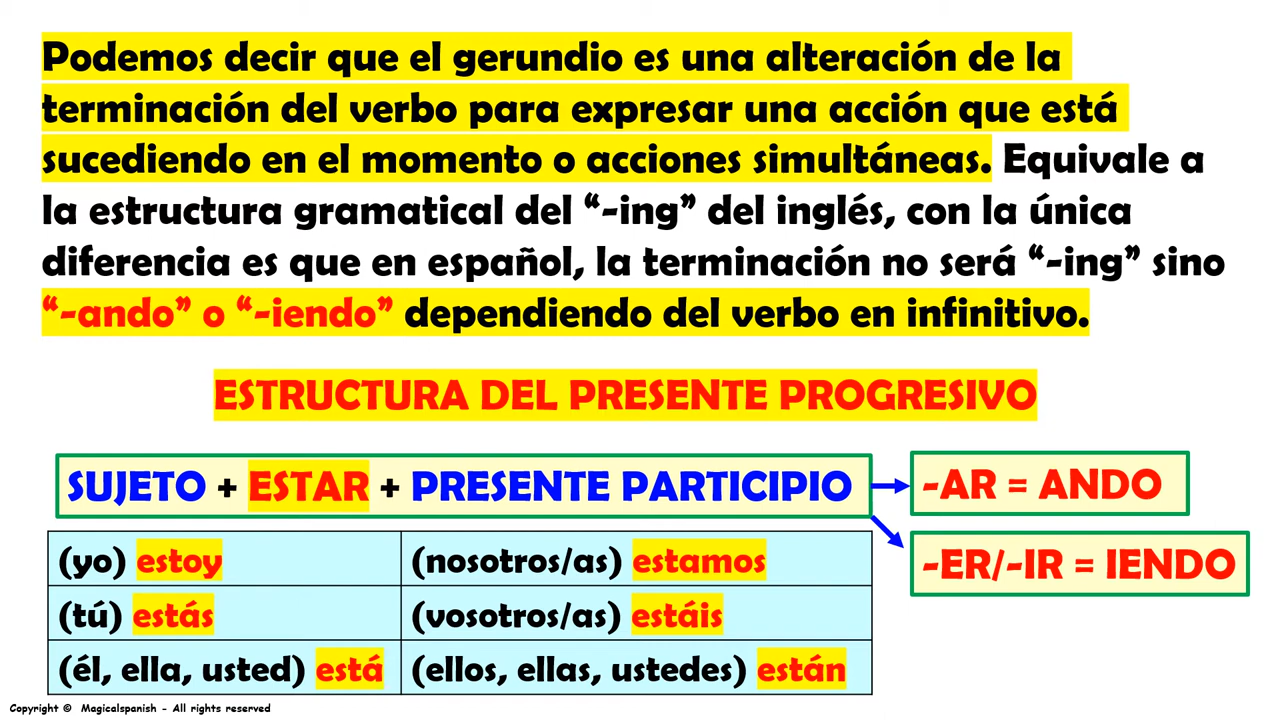 Podemos decir que el gerundio es una alteración de la
terminación del verbo para expresar una acción que está
sucediendo en el momento o acciones simultáneas. Equivale a
la estructura gramatical del “-ing” del inglés, con la única
diferencia es que en español, la terminación no será “-ing” sino
“-ando” o “-iendo” dependiendo del verbo en infinitivo.
ESTRUCTURA DEL PRESENTE PROGRESIVO
SUJETO + ESTAR + PRESENTE PARTICIPIO
-AR = ANDO
-ER/-IR = IENDO
(yo) estoy
(nosotros/as) estamos
(tú) estás
(vosotros/as) estáis
(él, ella, usted) está
(ellos, ellas, ustedes) están
Copyright © Magicalspanish - All rights reserved